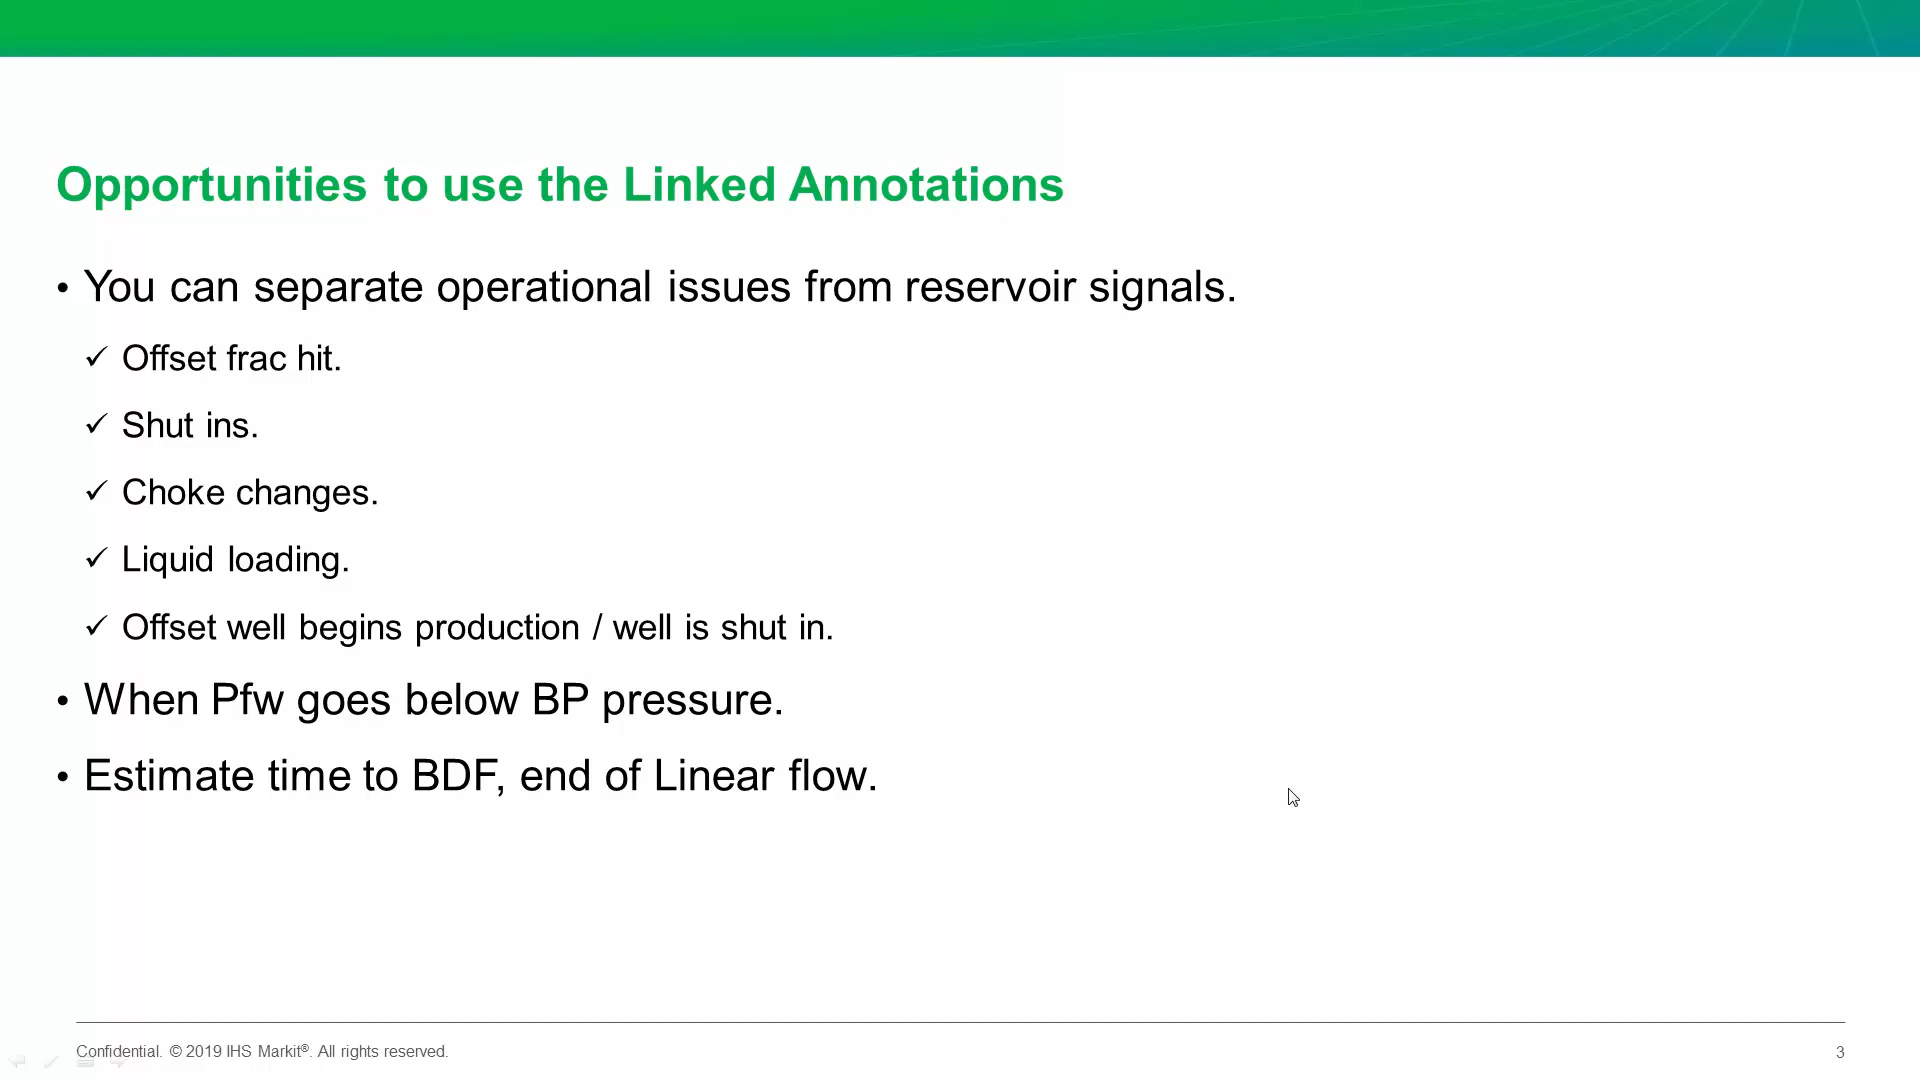 Opportunities to use the Linked Annotations
• You can separate operational issues from reservoir signals.
✓ Offset frac hit.
✓ Shut ins.
✓ Choke changes.
✓ Liquid loading.
✓ Offset well begins production / well is shut in.
• When Pfw goes below BP pressure.
• Estimate time to BDF, end of Linear flow.
Confidential. © 2019 IHS Markit®. All rights reserved.
3